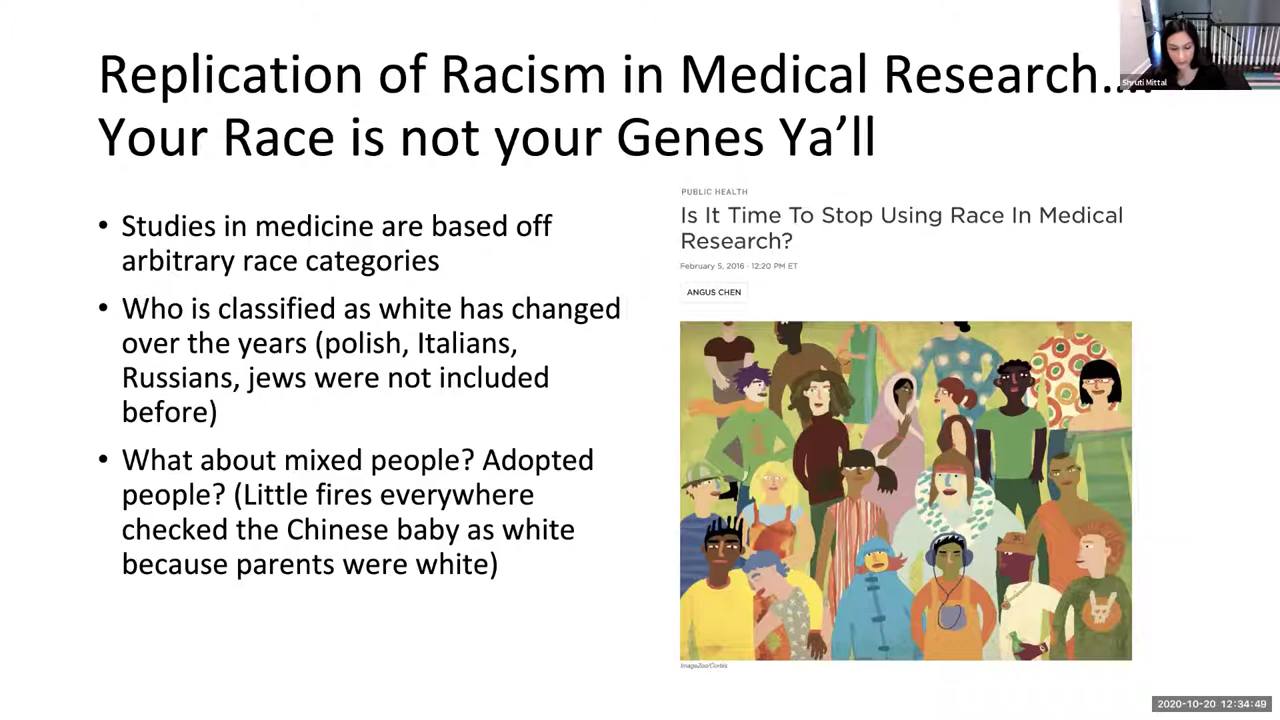 Replication of Racism in Medical Research....
Your Race is not your Genes Ya'll
Shruti Mittal
• Studies in medicine are based off
arbitrary race categories
• Who is classified as white has changed
over the years (polish, Italians,
Russians, jews were not included
before)
• What about mixed people? Adopted
people? (Little fires everywhere
checked the Chinese baby as white
because parents were white)
PUBLIC HEALTH
Is It Time To Stop Using Race In Medical
Research?
February 5, 2016 · 12:20 PM ET
ANGUS CHEN
ImageZoo/Corbis
2020-10-20 12:34:49